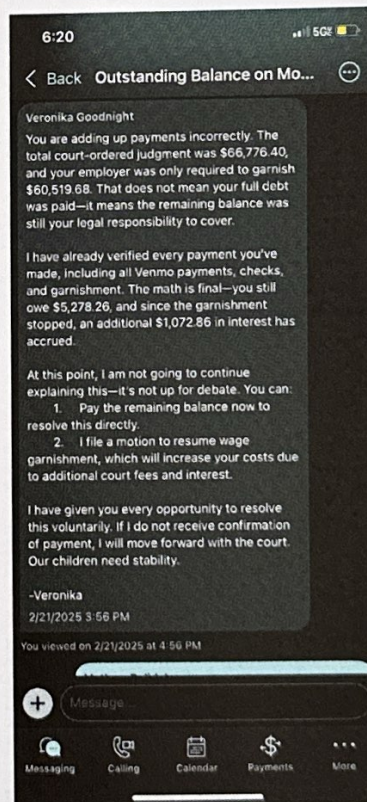 6:20
5GE
Back Outstanding Balance on Mo...
Veronika Goodnight
You are adding up payments incorrectly. The
total court-ordered judgment was $66,776.40,
and your employer was only required to garnish
$60,519.68. That does not mean your full debt
was paid—it means the remaining balance was
still your legal responsibility to cover.
I have already verified every payment you've
made, including all Venmo payments, checks,
and garnishment. The math is final—you still
owe $5,278.26, and since the garnishment
stopped, an additional $1,072.86 in interest has
accrued.
At this point, I am not going to continue
explaining this—it's not up for debate. You can:
1. Pay the remaining balance now to
resolve this directly.
2. I file a motion to resume wage
garnishment, which will increase your costs due
to additional court fees and interest.
I have given you every opportunity to resolve
this voluntarily. If I do not receive confirmation
of payment, I will move forward with the court.
Our children need stability.
-Veronika
2/21/2025 3:56 PM
You viewed on 2/21/2025 at 4:56 PM
Message...
Messaging Calling Calendar Payments More